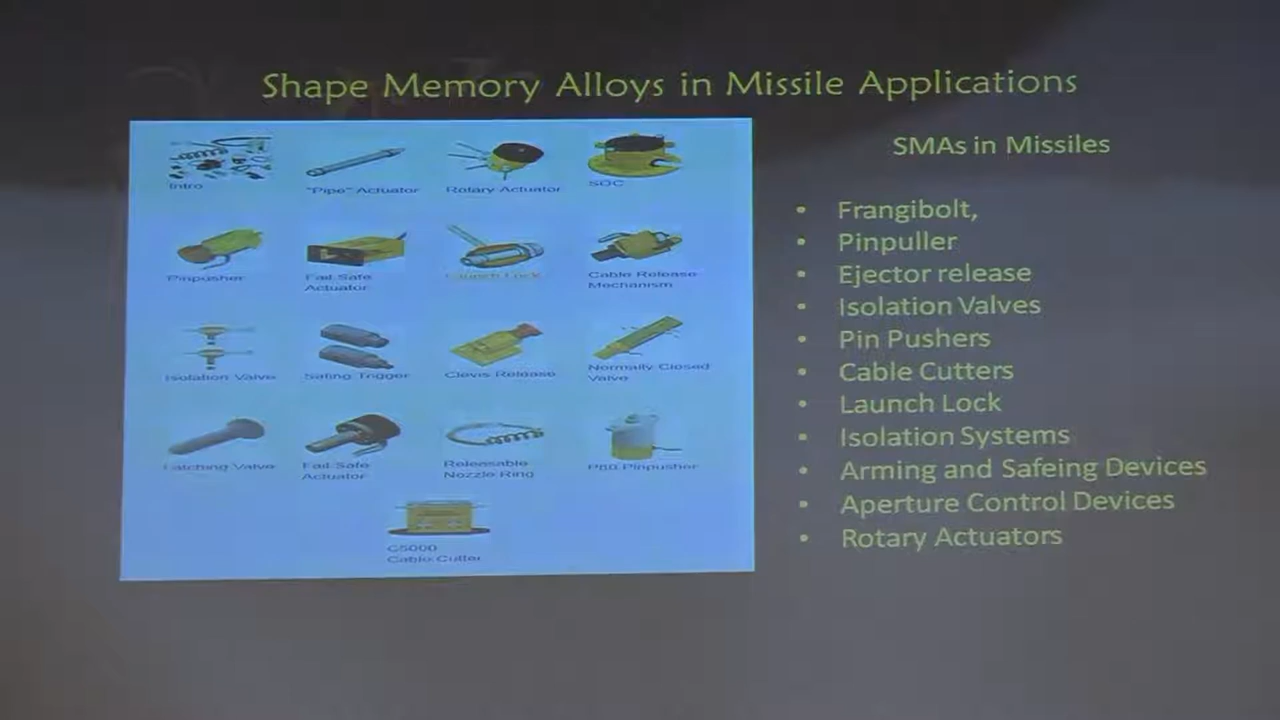 Shape Memory Alloys in Missile Applications
Intro
"Pipe" Actuator
Rotary Actuator
SOC
Pinpusher
Fail Safe
Actuator
Launch Lock
Cable Release
Mechanism
Isolation Valve
Safing Trigger
Clevis Release
Normally Closed
Valve
Latching Valve
Fail Safe
Actuator
Releasable
Nozzle Ring
Pinpusher
C5000
Cable Cutter
SMAs in Missiles
• Frangibolt,
• Pinpuller
• Ejector release
• Isolation Valves
• Pin Pushers
• Cable Cutters
• Launch Lock
• Isolation Systems
• Arming and Safeing Devices
• Aperture Control Devices
• Rotary Actuators